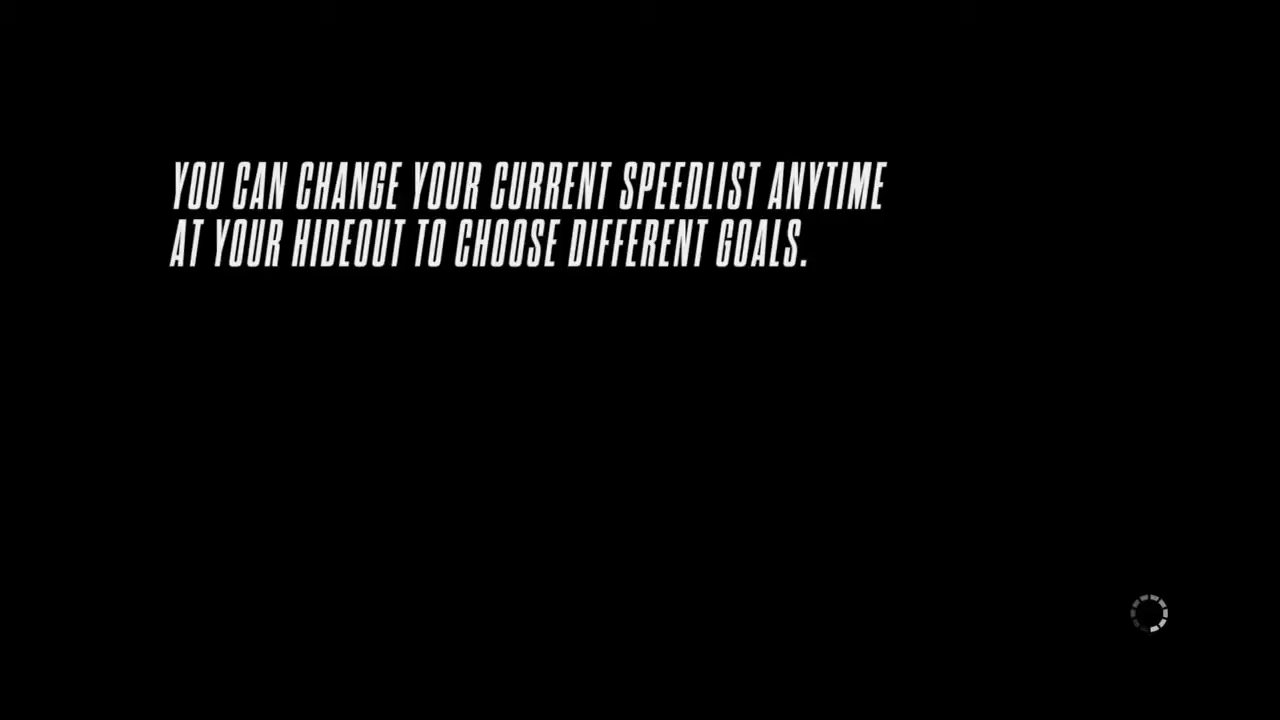 YOU CAN CHANGE YOUR CURRENT SPEEDLIST ANYTIME
AT YOUR HIDEOUT TO CHOOSE DIFFERENT GOALS.